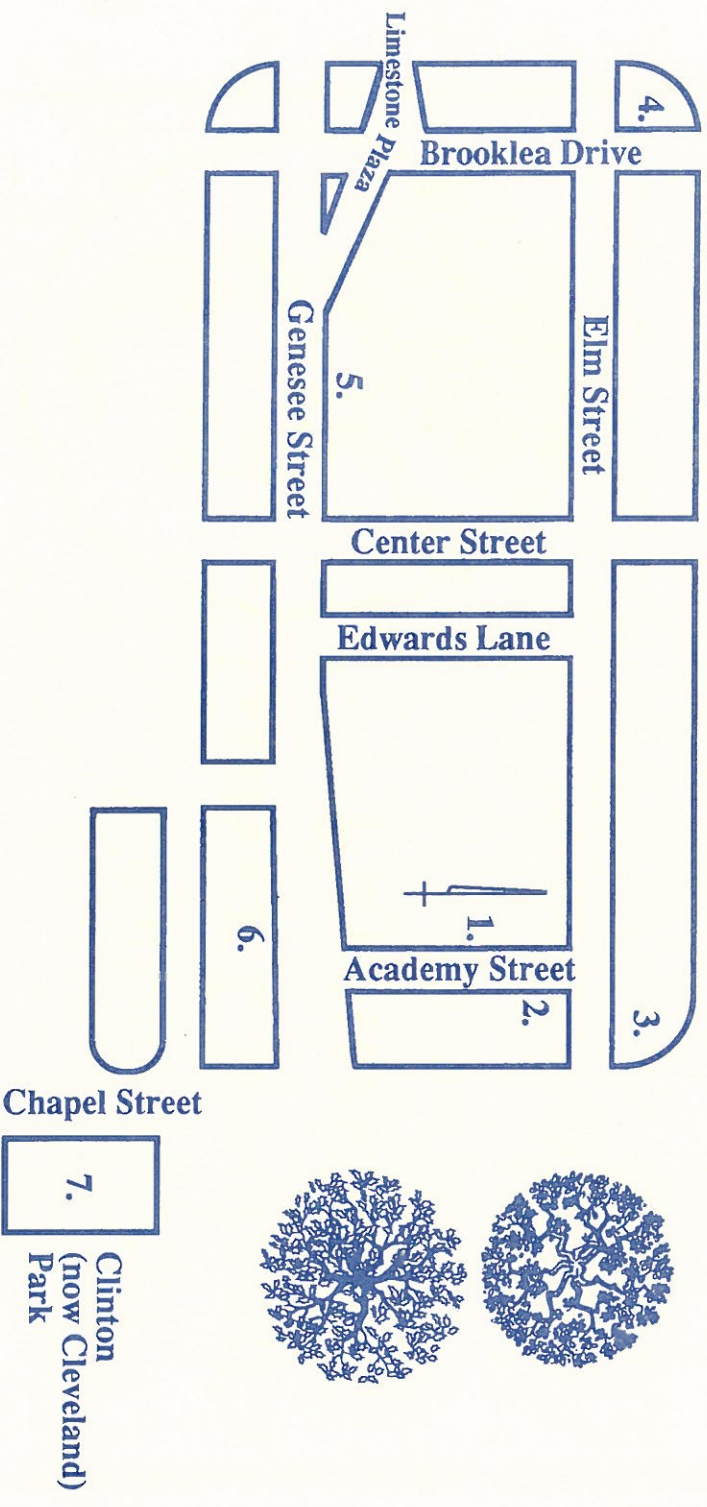 Limestone Plaza
4.
Brooklea Drive
Genesee Street
5.
Elm Street
Center Street
Edwards Lane
6.
1.
Academy Street
2.
3.
Chapel Street
7.
Clinton
(now Cleveland)
Park